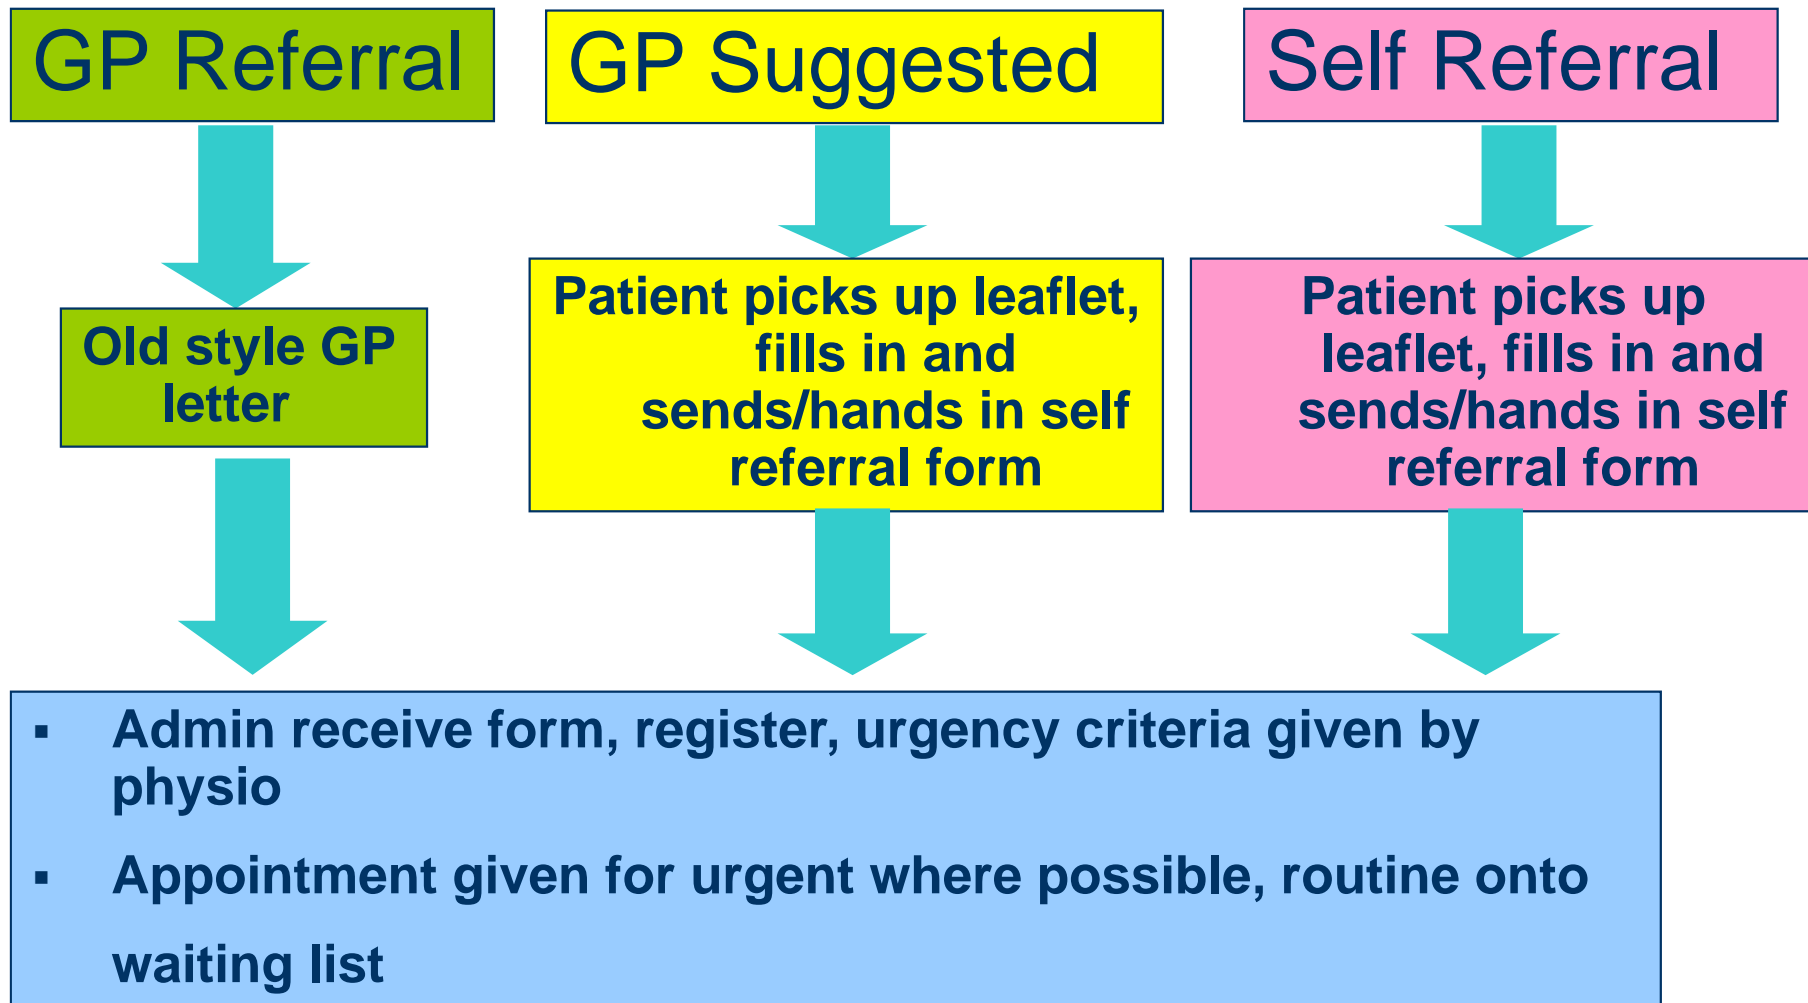 GP Referral
GP Suggested
Self Referral
Old style GP
letter
Patient picks up leaflet,
fills in and
sends/hands in self
referral form
Patient picks up
leaflet, fills in and
sends/hands in self
referral form
▪ Admin receive form, register, urgency criteria given by
physio
▪ Appointment given for urgent where possible, routine onto
waiting list